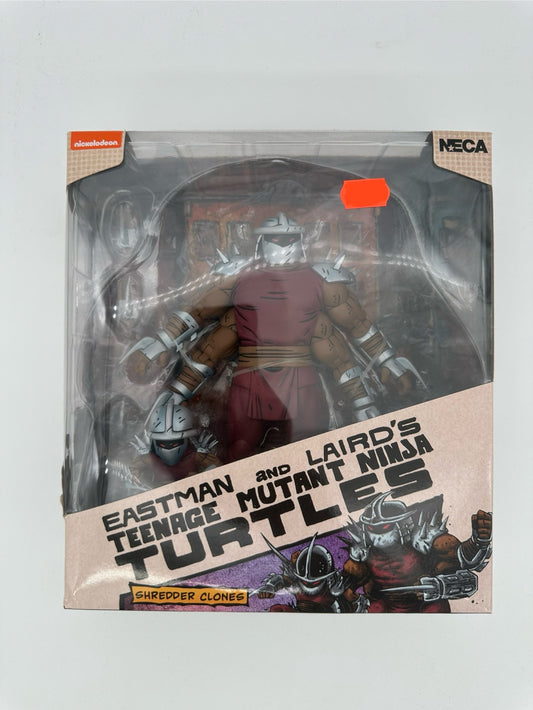 nickelodeon
NECA
EASTMAN AND LAIRD'S
TEENAGE MUTANT NINJA
TURTLES
SHREDDER CLONES